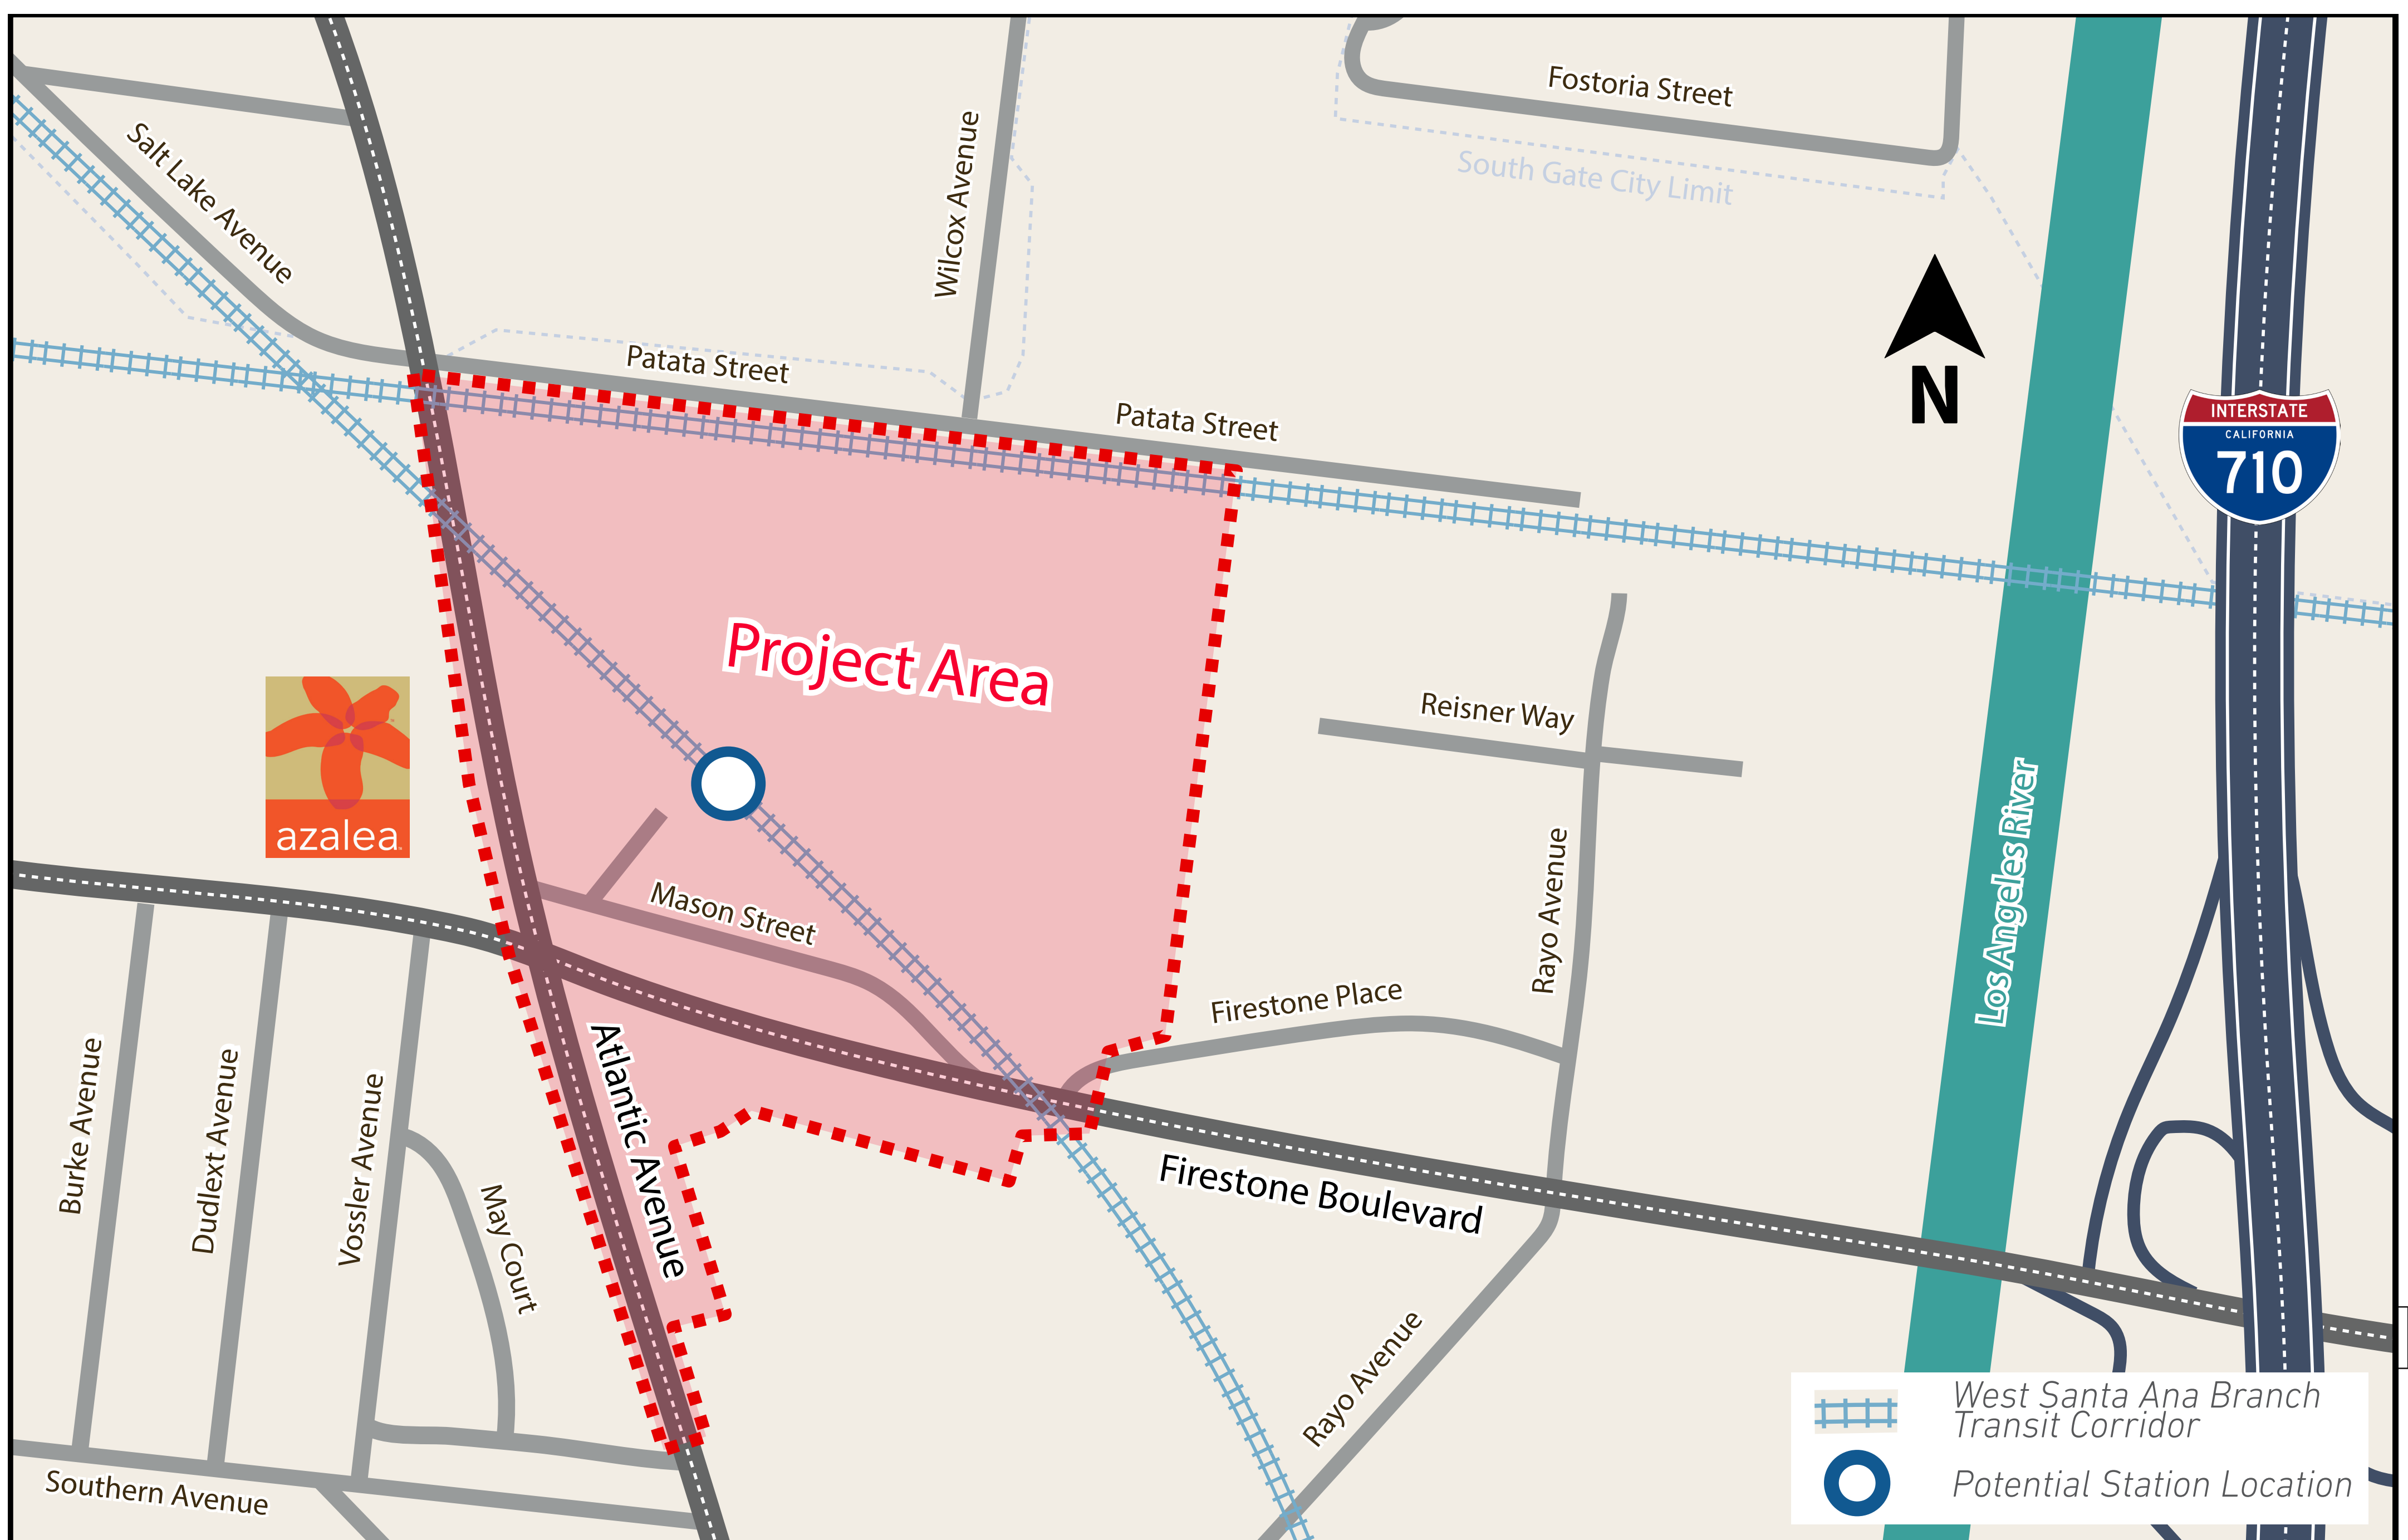 Fostoria Street
South Gate City Limit
Salt Lake Avenue
Wilcox Avenue
Patata Street
Patata Street
N
INTERSTATE
CALIFORNIA
710
Project Area
Reisner Way
azalea
Los Angeles River
Rayo Avenue
Mason Street
Firestone Place
Atlantic Avenue
Burke Avenue
Dudlext Avenue
Vossler Avenue
May Court
Firestone Boulevard
Rayo Avenue
Southern Avenue
West Santa Ana Branch
Transit Corridor
Potential Station Location